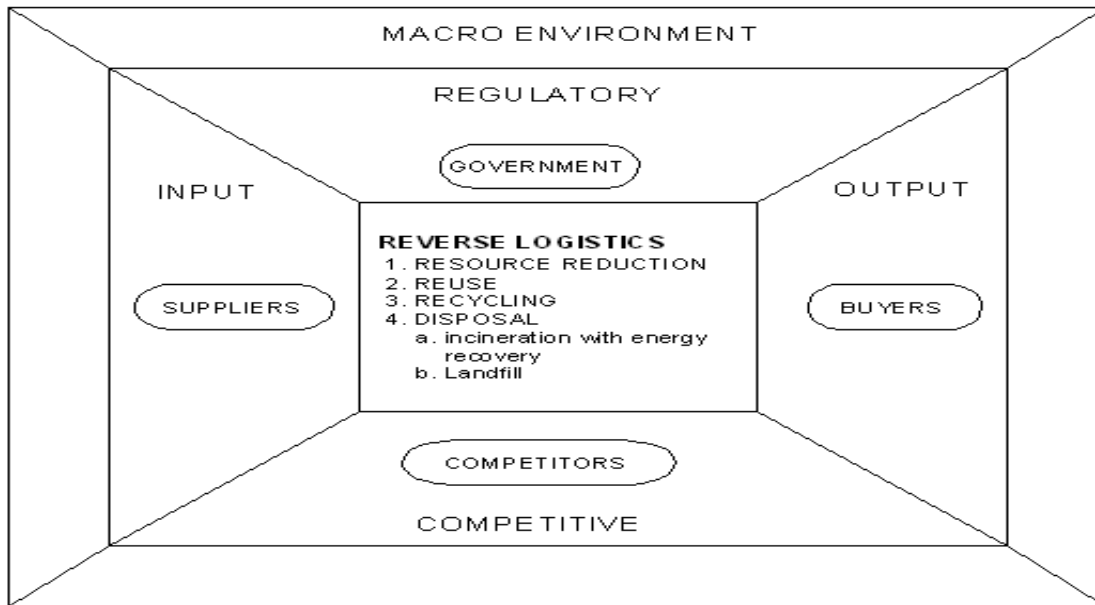 MACRO ENVIRONMENT
REGULATORY
GOVERNMENT
INPUT
OUTPUT
SUPPLIERS
REVERSE LOGISTICS
1. RESOURCE REDUCTION
2. REUSE
3. RECYCLING
4. DISPOSAL
a. incineration with energy
recovery
b. Landfill
BUYERS
COMPETITORS
COMPETITIVE